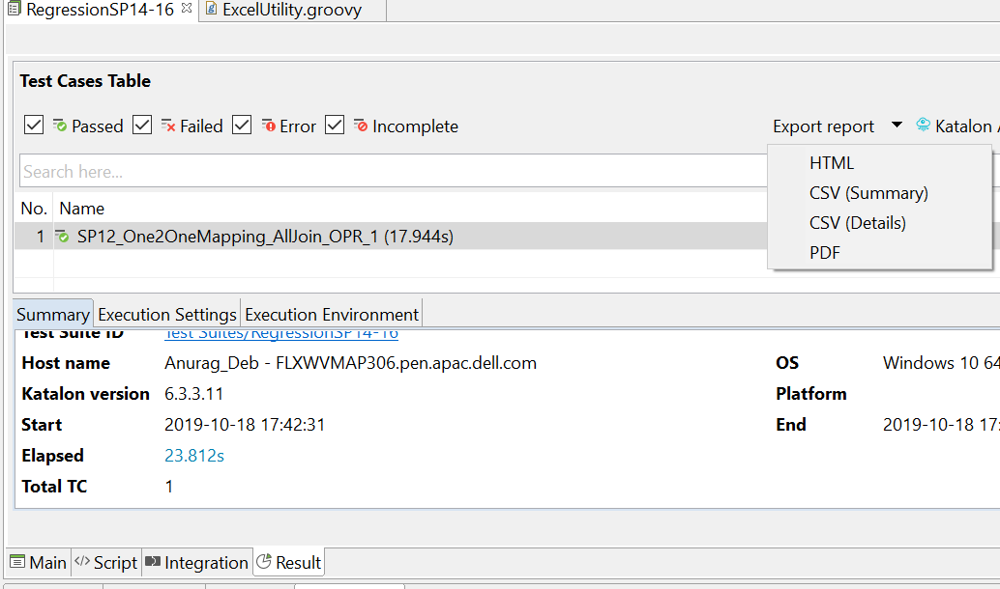 RegressionSP14-16 ExcelUtility.groovy
Test Cases Table
Passed Failed Error Incomplete Export report Katalon
Search here...
HTML
CSV (Summary)
CSV (Details)
PDF
No. Name
1 SP12_One2OneMapping_AllJoin_OPR_1 (17.944s)
Summary Execution Settings Execution Environment
Test Suite ID Test Suites/RegressionSP14-16
Host name Anurag_Deb - FLXWVMAP306.pen.apac.dell.com OS Windows 10 64
Katalon version 6.3.3.11 Platform
Start 2019-10-18 17:42:31 End 2019-10-18 17:
Elapsed 23.812s
Total TC 1
Main Script Integration Result